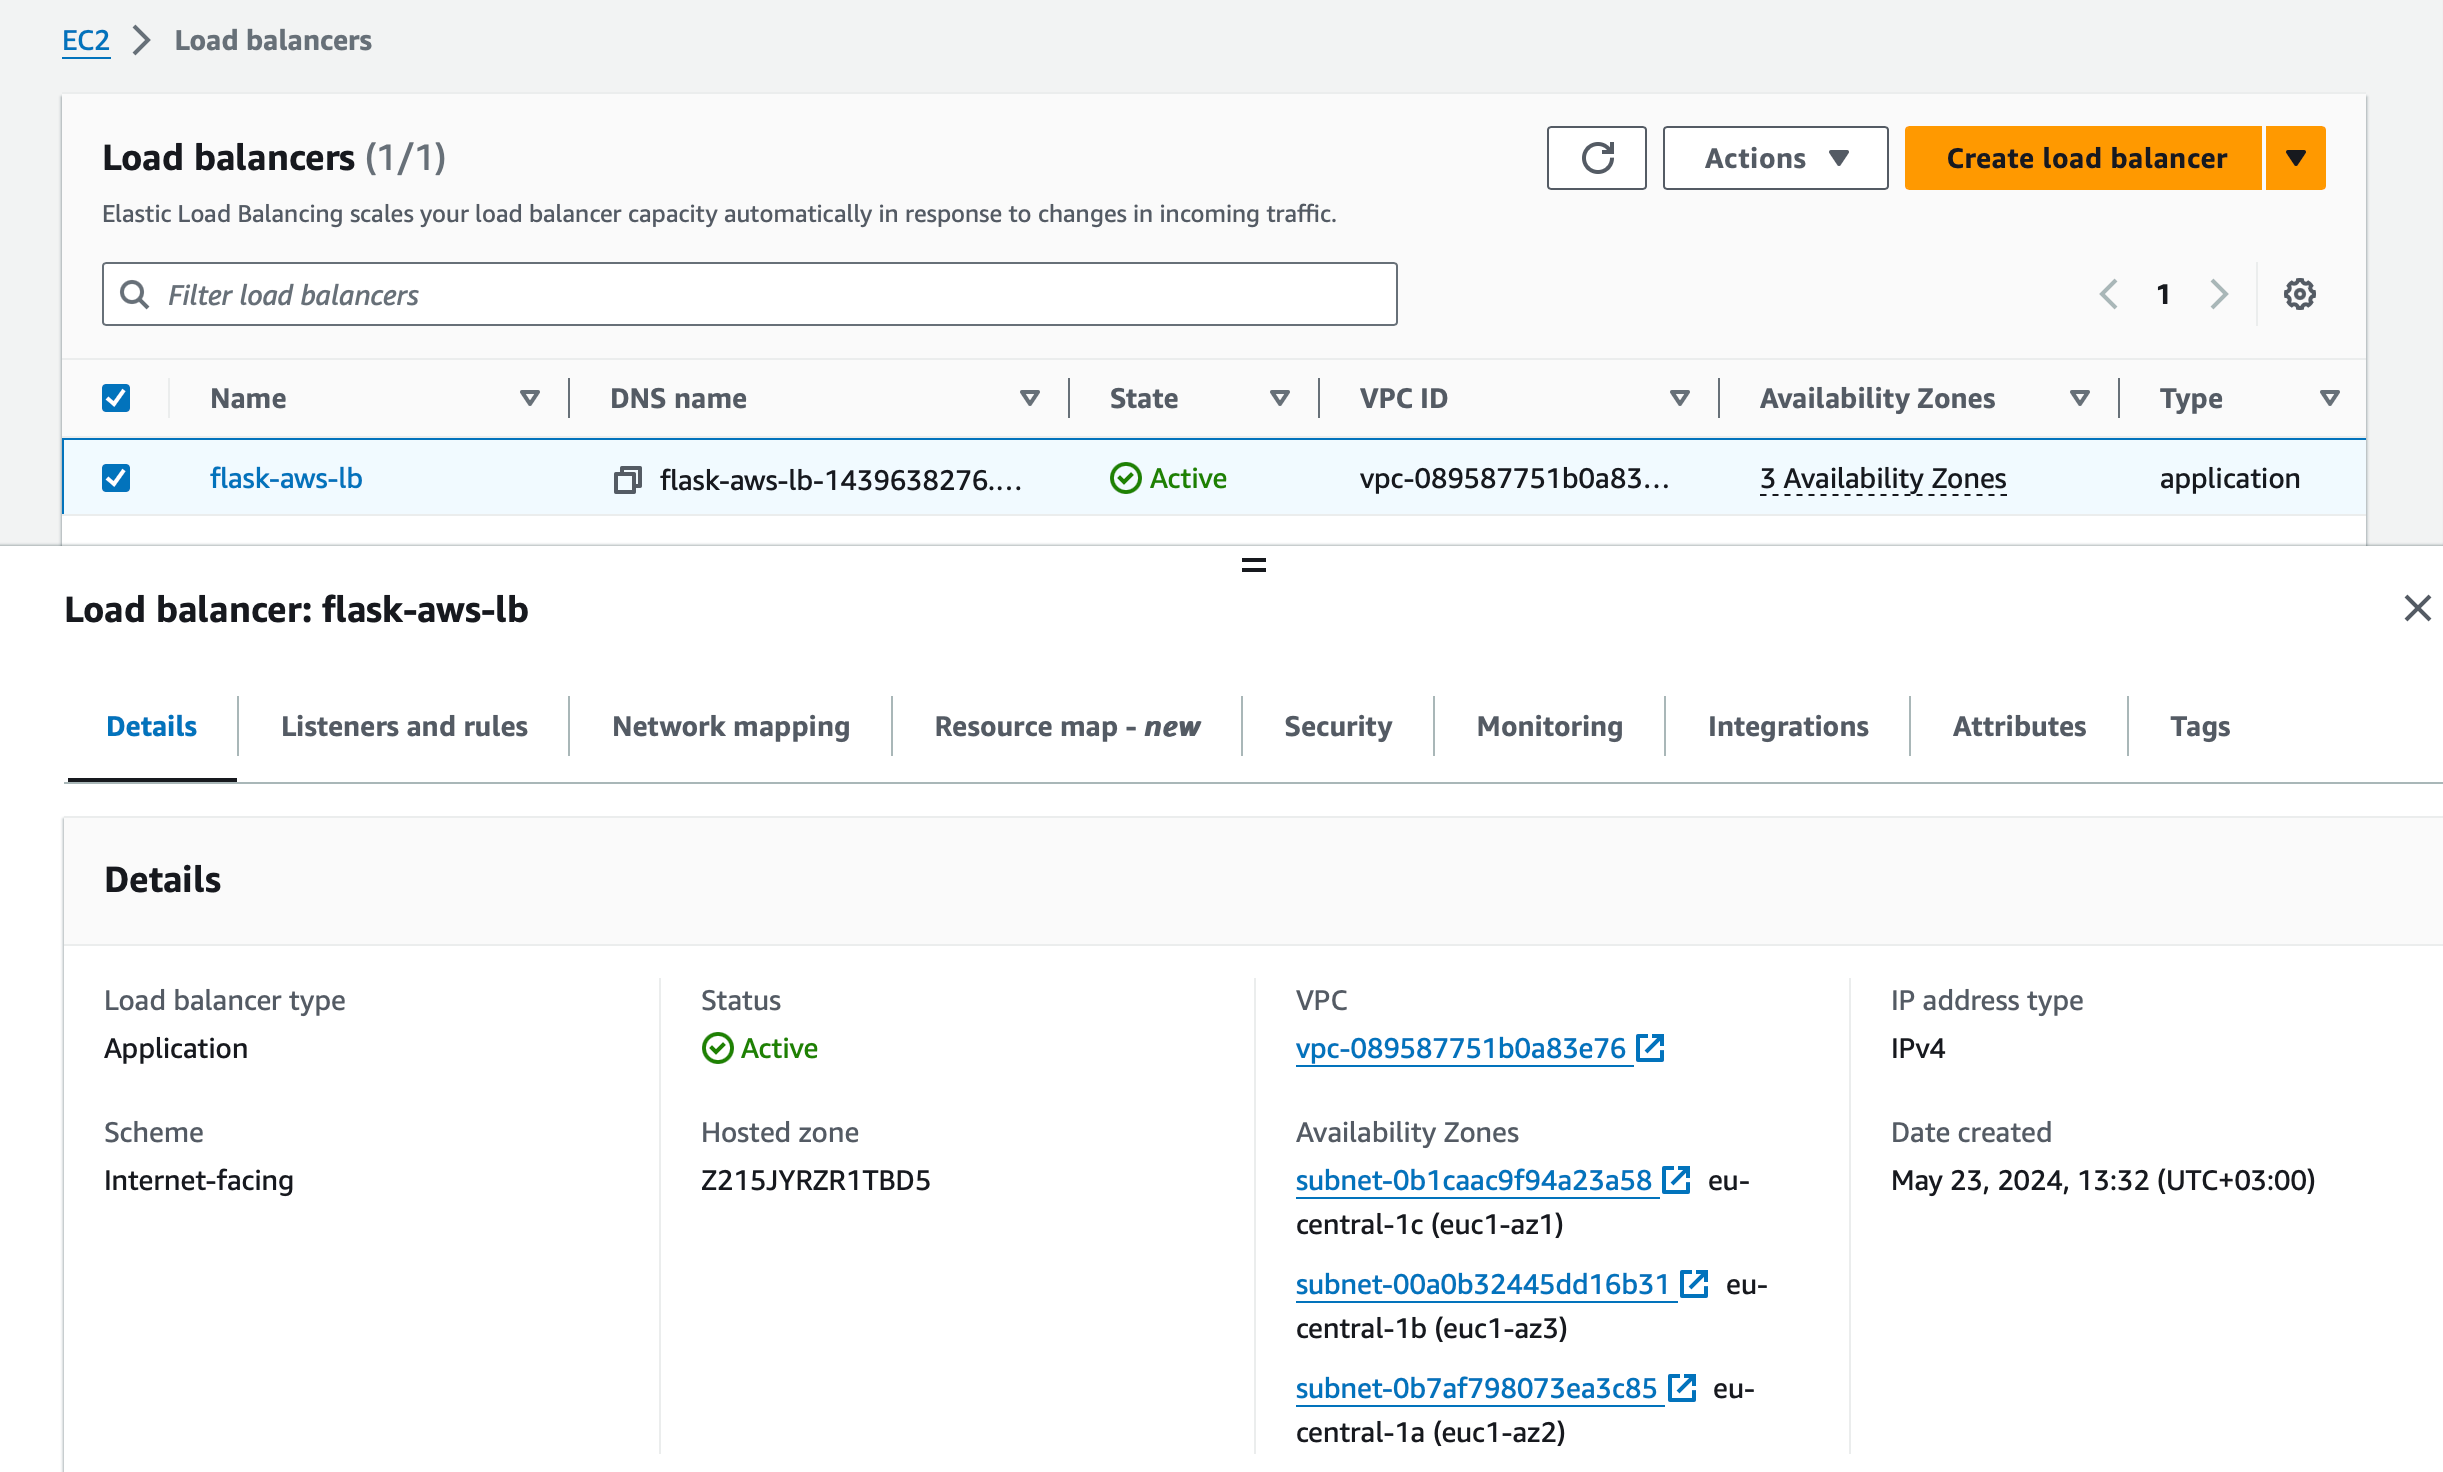 EC2 Load balancers
Load balancers (1/1)
Actions
Create load balancer
Elastic Load Balancing scales your load balancer capacity automatically in response to changes in incoming traffic.
Filter load balancers
1
Name DNS name State VPC ID Availability Zones Type
flask-aws-lb flask-aws-lb-1439638276.... Active vpc-089587751b0a83... 3 Availability Zones application
Load balancer: flask-aws-lb
Details Listeners and rules Network mapping Resource map - new Security Monitoring Integrations Attributes Tags
Details
Load balancer type
Application
Scheme
Internet-facing
Status
Active
Hosted zone
Z215JYRZR1TBD5
VPC
vpc-089587751b0a83e76
Availability Zones
subnet-0b1caac9f94a23a58 eu-
central-1c (euc1-az1)
subnet-00a0b32445dd16b31 eu-
central-1b (euc1-az3)
subnet-0b7af798073ea3c85 eu-
central-1a (euc1-az2)
IP address type
IPv4
Date created
May 23, 2024, 13:32 (UTC+03:00)